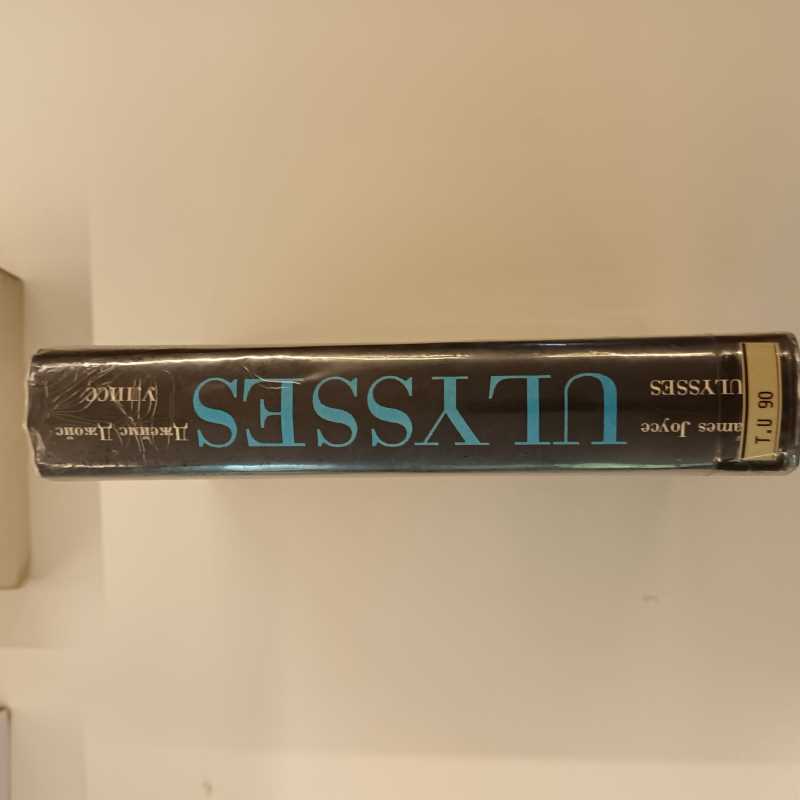 T.U 90
James Joyce
ULYSSES
ULYSSES
Джеймс Джойс
УЛИСС